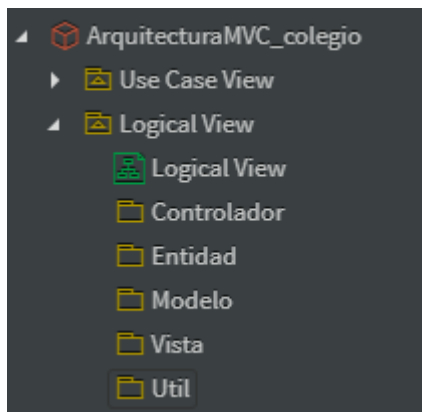 ArquitecturaMVC_colegio
Use Case View
Logical View
Logical View
Controlador
Entidad
Modelo
Vista
Util